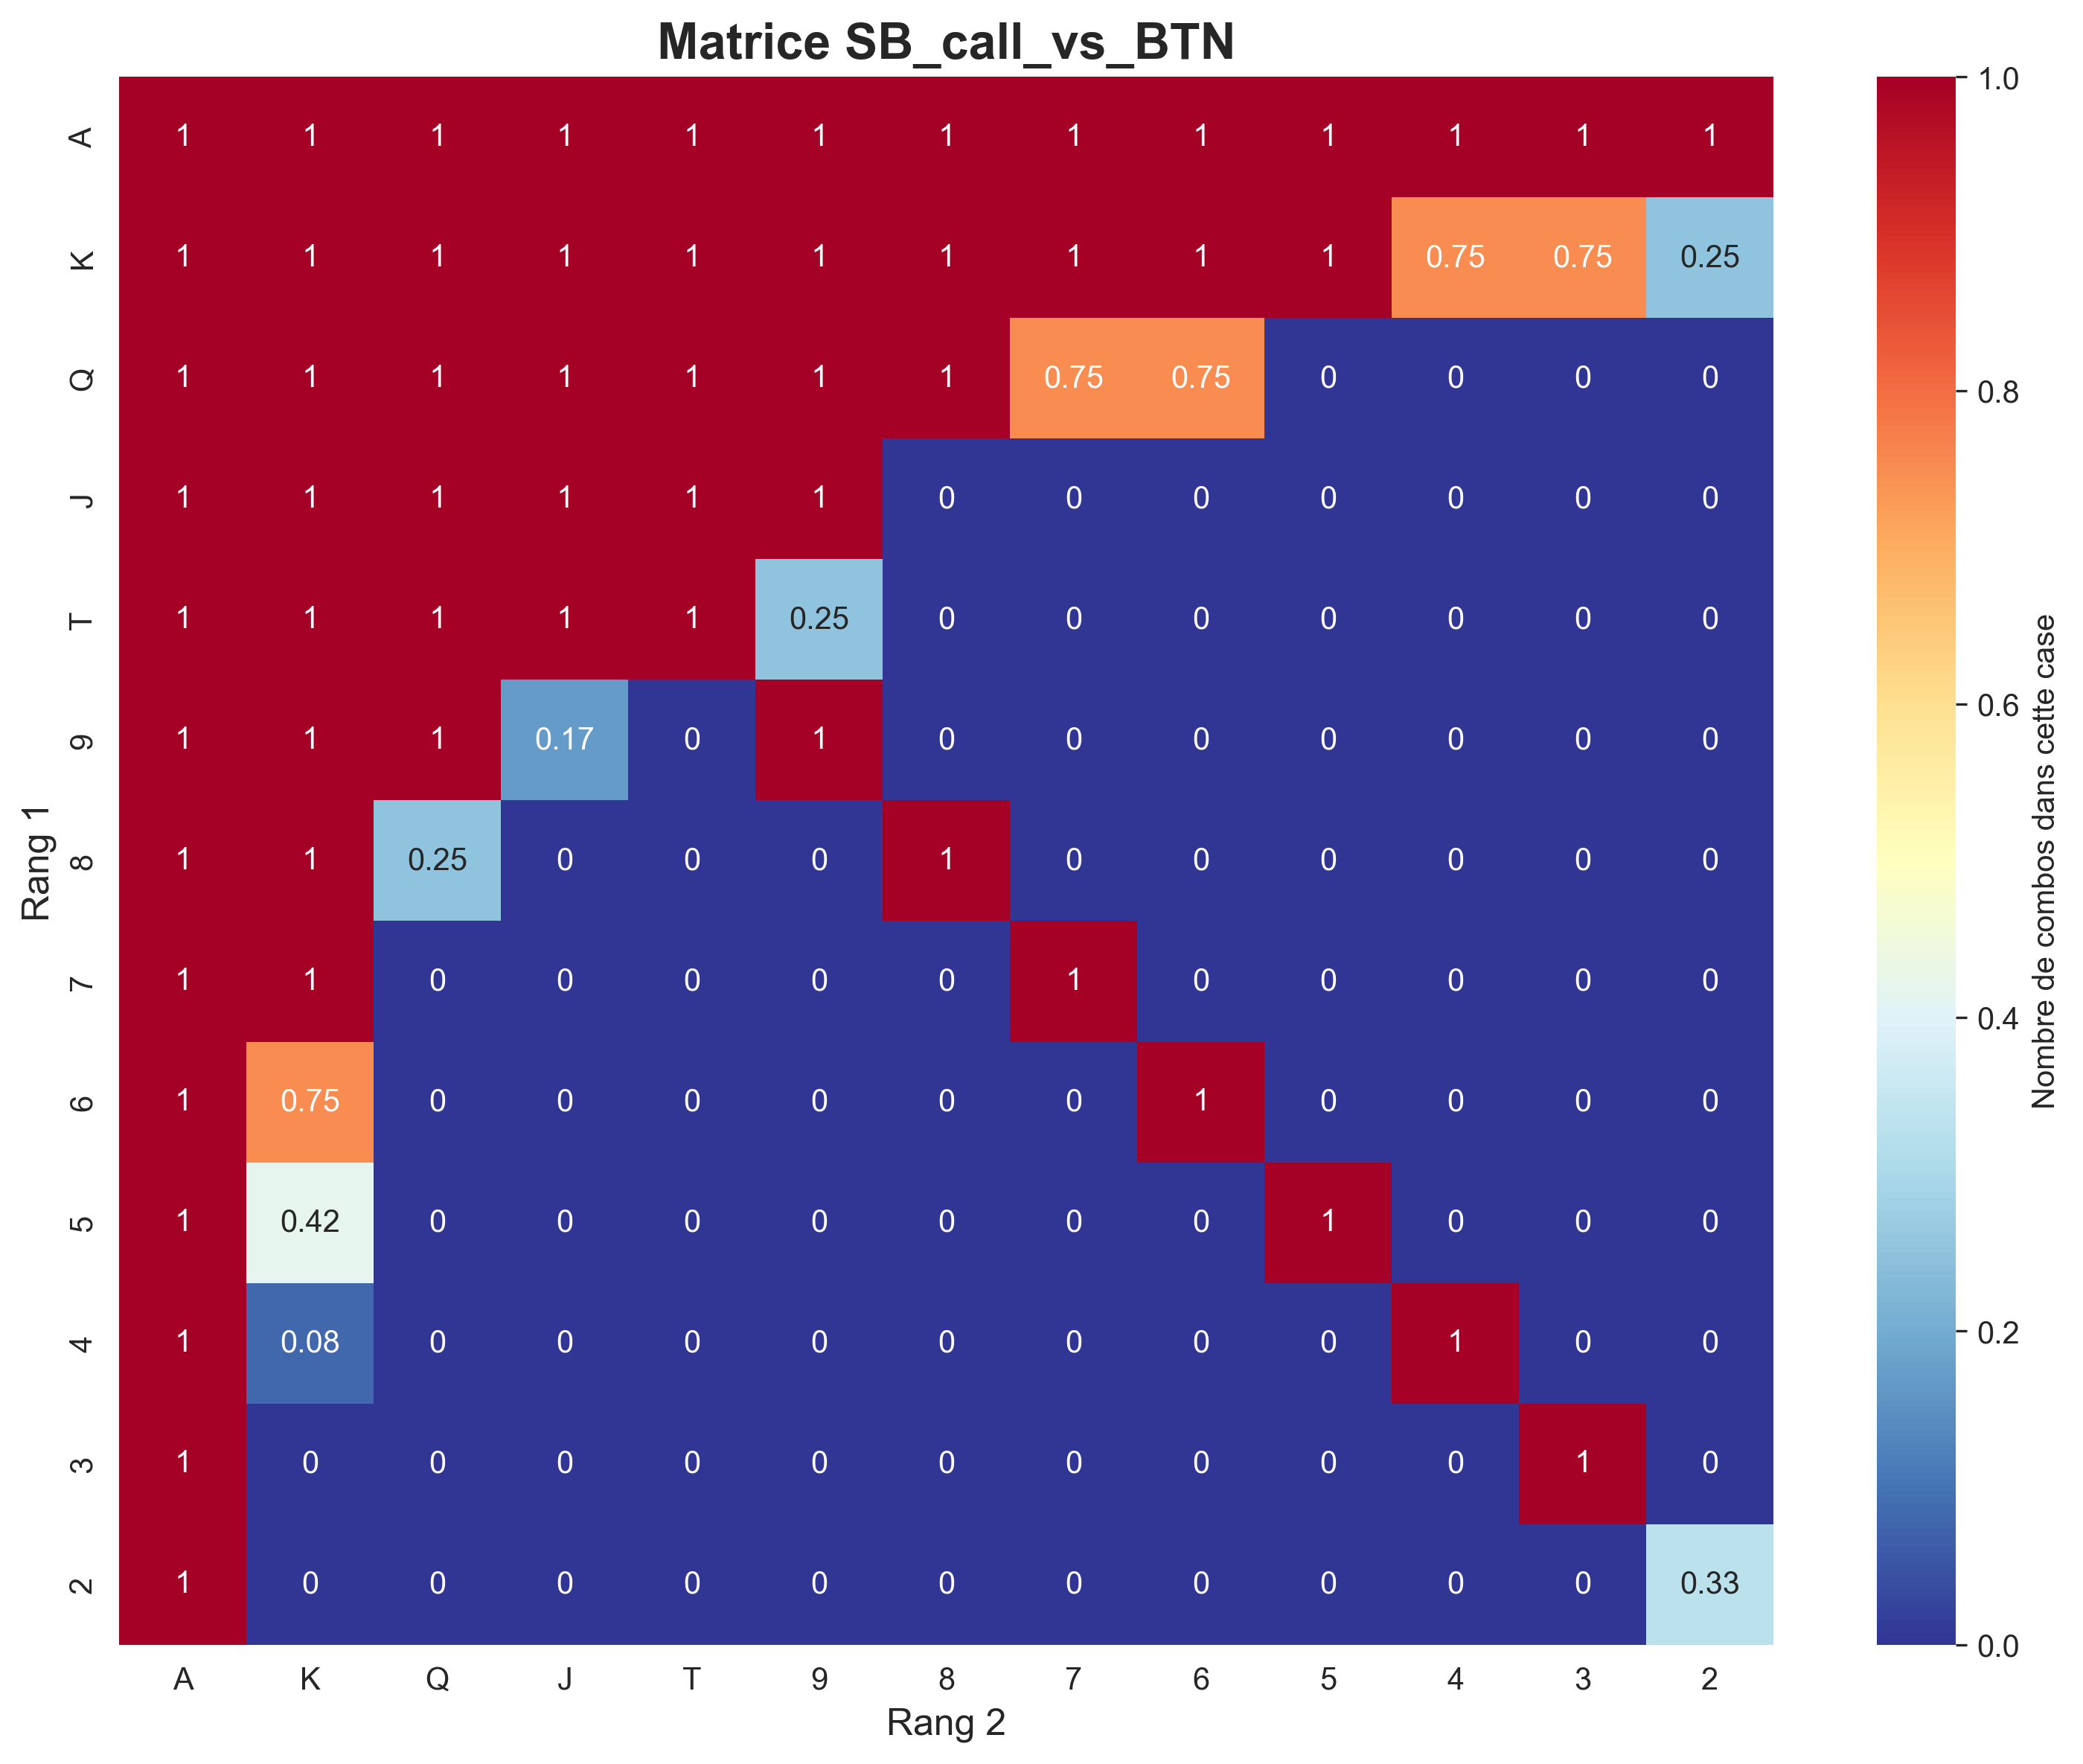 Matrice SB_call_vs_BTN
A 1 1 1 1 1 1 1 1 1 1 1 1 1
K 1 1 1 1 1 1 1 1 1 1 0.75 0.75 0.25
Q 1 1 1 1 1 1 1 0.75 0.75 0 0 0 0
J 1 1 1 1 1 1 0 0 0 0 0 0 0
T 1 1 1 1 1 0.25 0 0 0 0 0 0 0
9 1 1 1 0.17 0 1 0 0 0 0 0 0 0
8 1 1 0.25 0 0 0 1 0 0 0 0 0 0
7 1 1 0 0 0 0 0 1 0 0 0 0 0
6 1 0.75 0 0 0 0 0 0 1 0 0 0 0
5 1 0.42 0 0 0 0 0 0 0 1 0 0 0
4 1 0.08 0 0 0 0 0 0 0 0 1 0 0
3 1 0 0 0 0 0 0 0 0 0 0 1 0
2 1 0 0 0 0 0 0 0 0 0 0 0 0.33
A K Q J T 9 8 7 6 5 4 3 2
Rang 2
Rang 1
1.0
0.8
0.6
0.4
0.2
0.0
Nombre de combos dans cette case